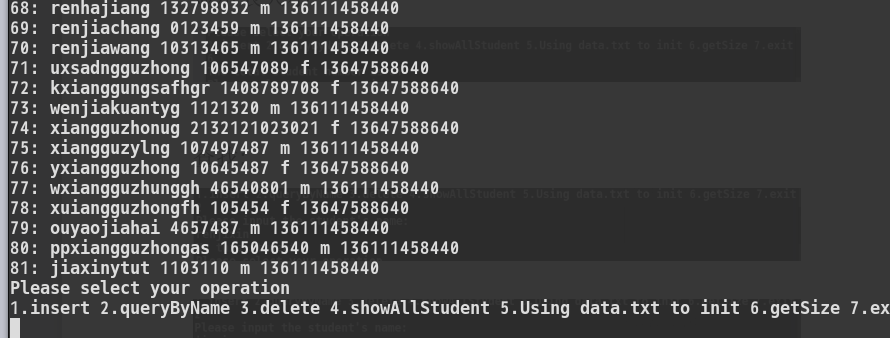 68: renhajiang 132798932 m 136111458440
69: renjiachang 0123459 m 136111458440
70: renjiawang 10313465 m 136111458440
71: uxsadngguzhong 106547089 f 13647588640
72: kxianggungsafhgr 1408789708 f 13647588640
73: wenjiakuantyg 1121320 m 136111458440
74: xiangguzhonug 2132121023021 f 13647588640
75: xiangguzylng 107497487 m 136111458440
76: yxiangguzhong 10645487 f 13647588640
77: wxiangguzhunggh 46540801 m 136111458440
78: xuiangguzhongfh 105454 f 13647588640
79: ouyaojiahai 4657487 m 136111458440
80: ppxiangguzhongas 165046540 m 136111458440
81: jiaxinytut 1103110 m 136111458440
Please select your operation
1.insert 2.queryByName 3.delete 4.showAllStudent 5.Using data.txt to init 6.getSize 7.ex